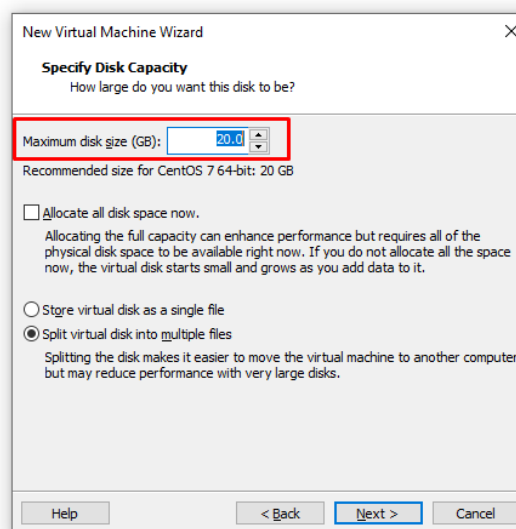 New Virtual Machine Wizard
Specify Disk Capacity
How large do you want this disk to be?
Maximum disk size (GB): 20.0
Recommended size for CentOS 7 64-bit: 20 GB
Allocate all disk space now.
Allocating the full capacity can enhance performance but requires all of the
physical disk space to be available right now. If you do not allocate all the space
now, the virtual disk starts small and grows as you add data to it.
Store virtual disk as a single file
Split virtual disk into multiple files
Splitting the disk makes it easier to move the virtual machine to another computer
but may reduce performance with very large disks.
Help < Back Next > Cancel